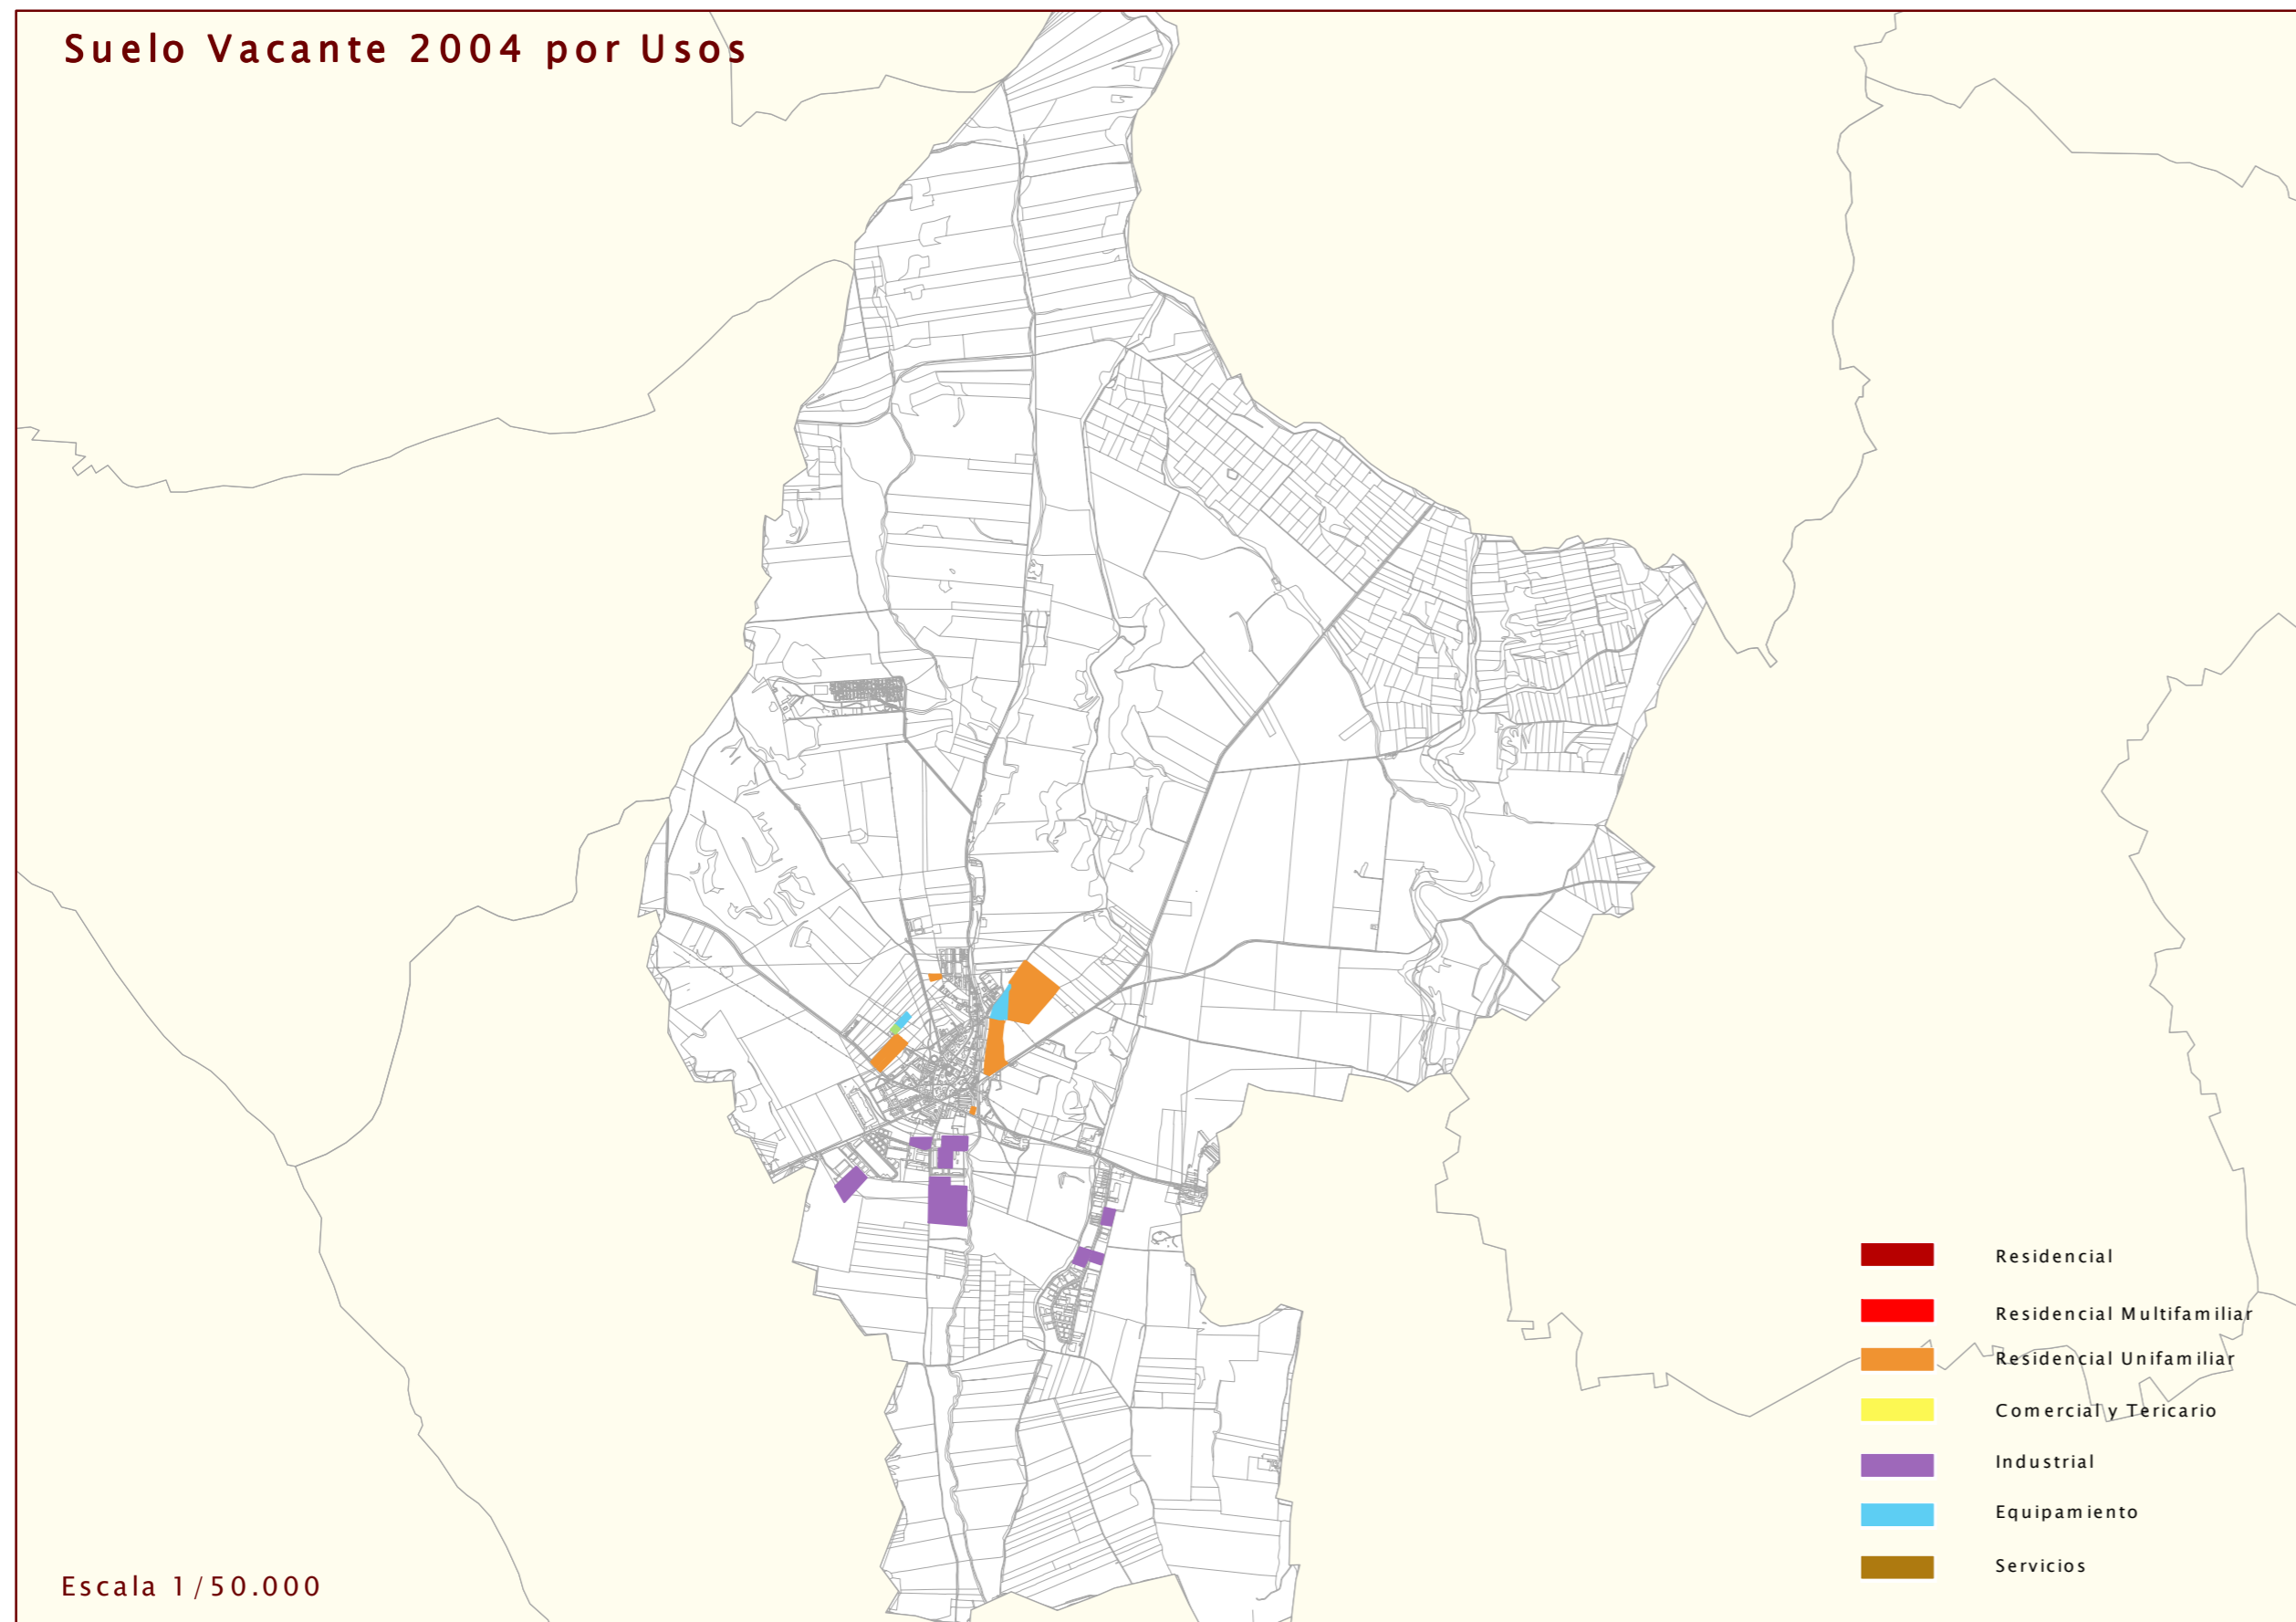 Suelo Vacante 2004 por Usos
Residencial
Residencial Multifamiliar
Residencial Unifamiliar
Comercial y Tericario
Industrial
Equipamiento
Servicios
Escala 1/50.000